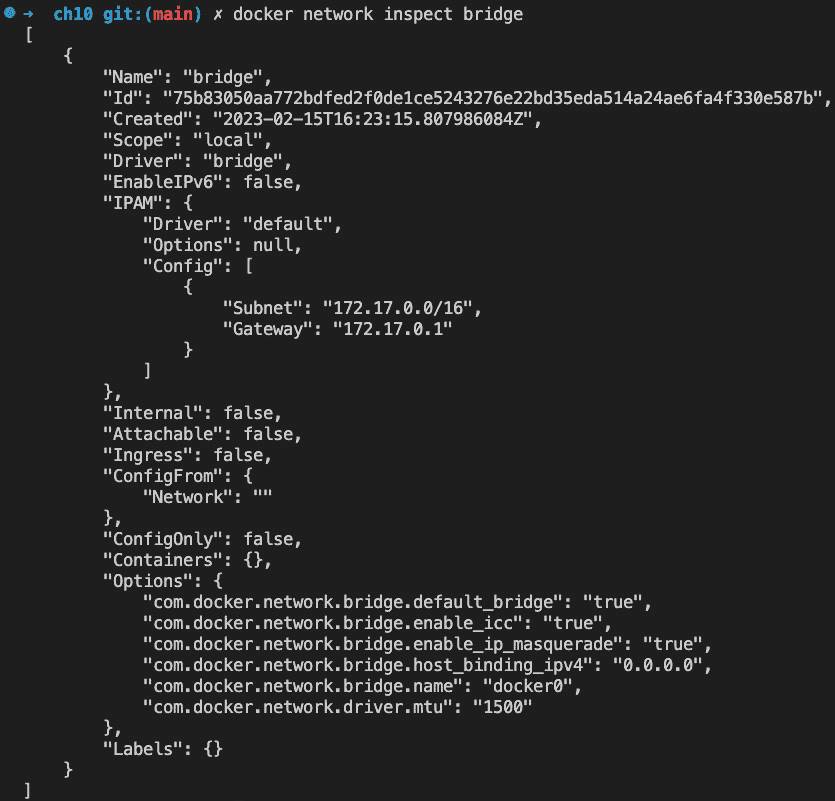 ➜  ch10 git:(main) ✗ docker network inspect bridge
[
    {
        "Name": "bridge",
        "Id": "75b83050aa772bdfed2f0de1ce5243276e22bd35eda514a24ae6fa4f330e587b",
        "Created": "2023-02-15T16:23:15.807986084Z",
        "Scope": "local",
        "Driver": "bridge",
        "EnableIPv6": false,
        "IPAM": {
            "Driver": "default",
            "Options": null,
            "Config": [
                {
                    "Subnet": "172.17.0.0/16",
                    "Gateway": "172.17.0.1"
                }
            ]
        },
        "Internal": false,
        "Attachable": false,
        "Ingress": false,
        "ConfigFrom": {
            "Network": ""
        },
        "ConfigOnly": false,
        "Containers": {},
        "Options": {
            "com.docker.network.bridge.default_bridge": "true",
            "com.docker.network.bridge.enable_icc": "true",
            "com.docker.network.bridge.enable_ip_masquerade": "true",
            "com.docker.network.bridge.host_binding_ipv4": "0.0.0.0",
            "com.docker.network.bridge.name": "docker0",
            "com.docker.network.driver.mtu": "1500"
        },
        "Labels": {}
    }
]